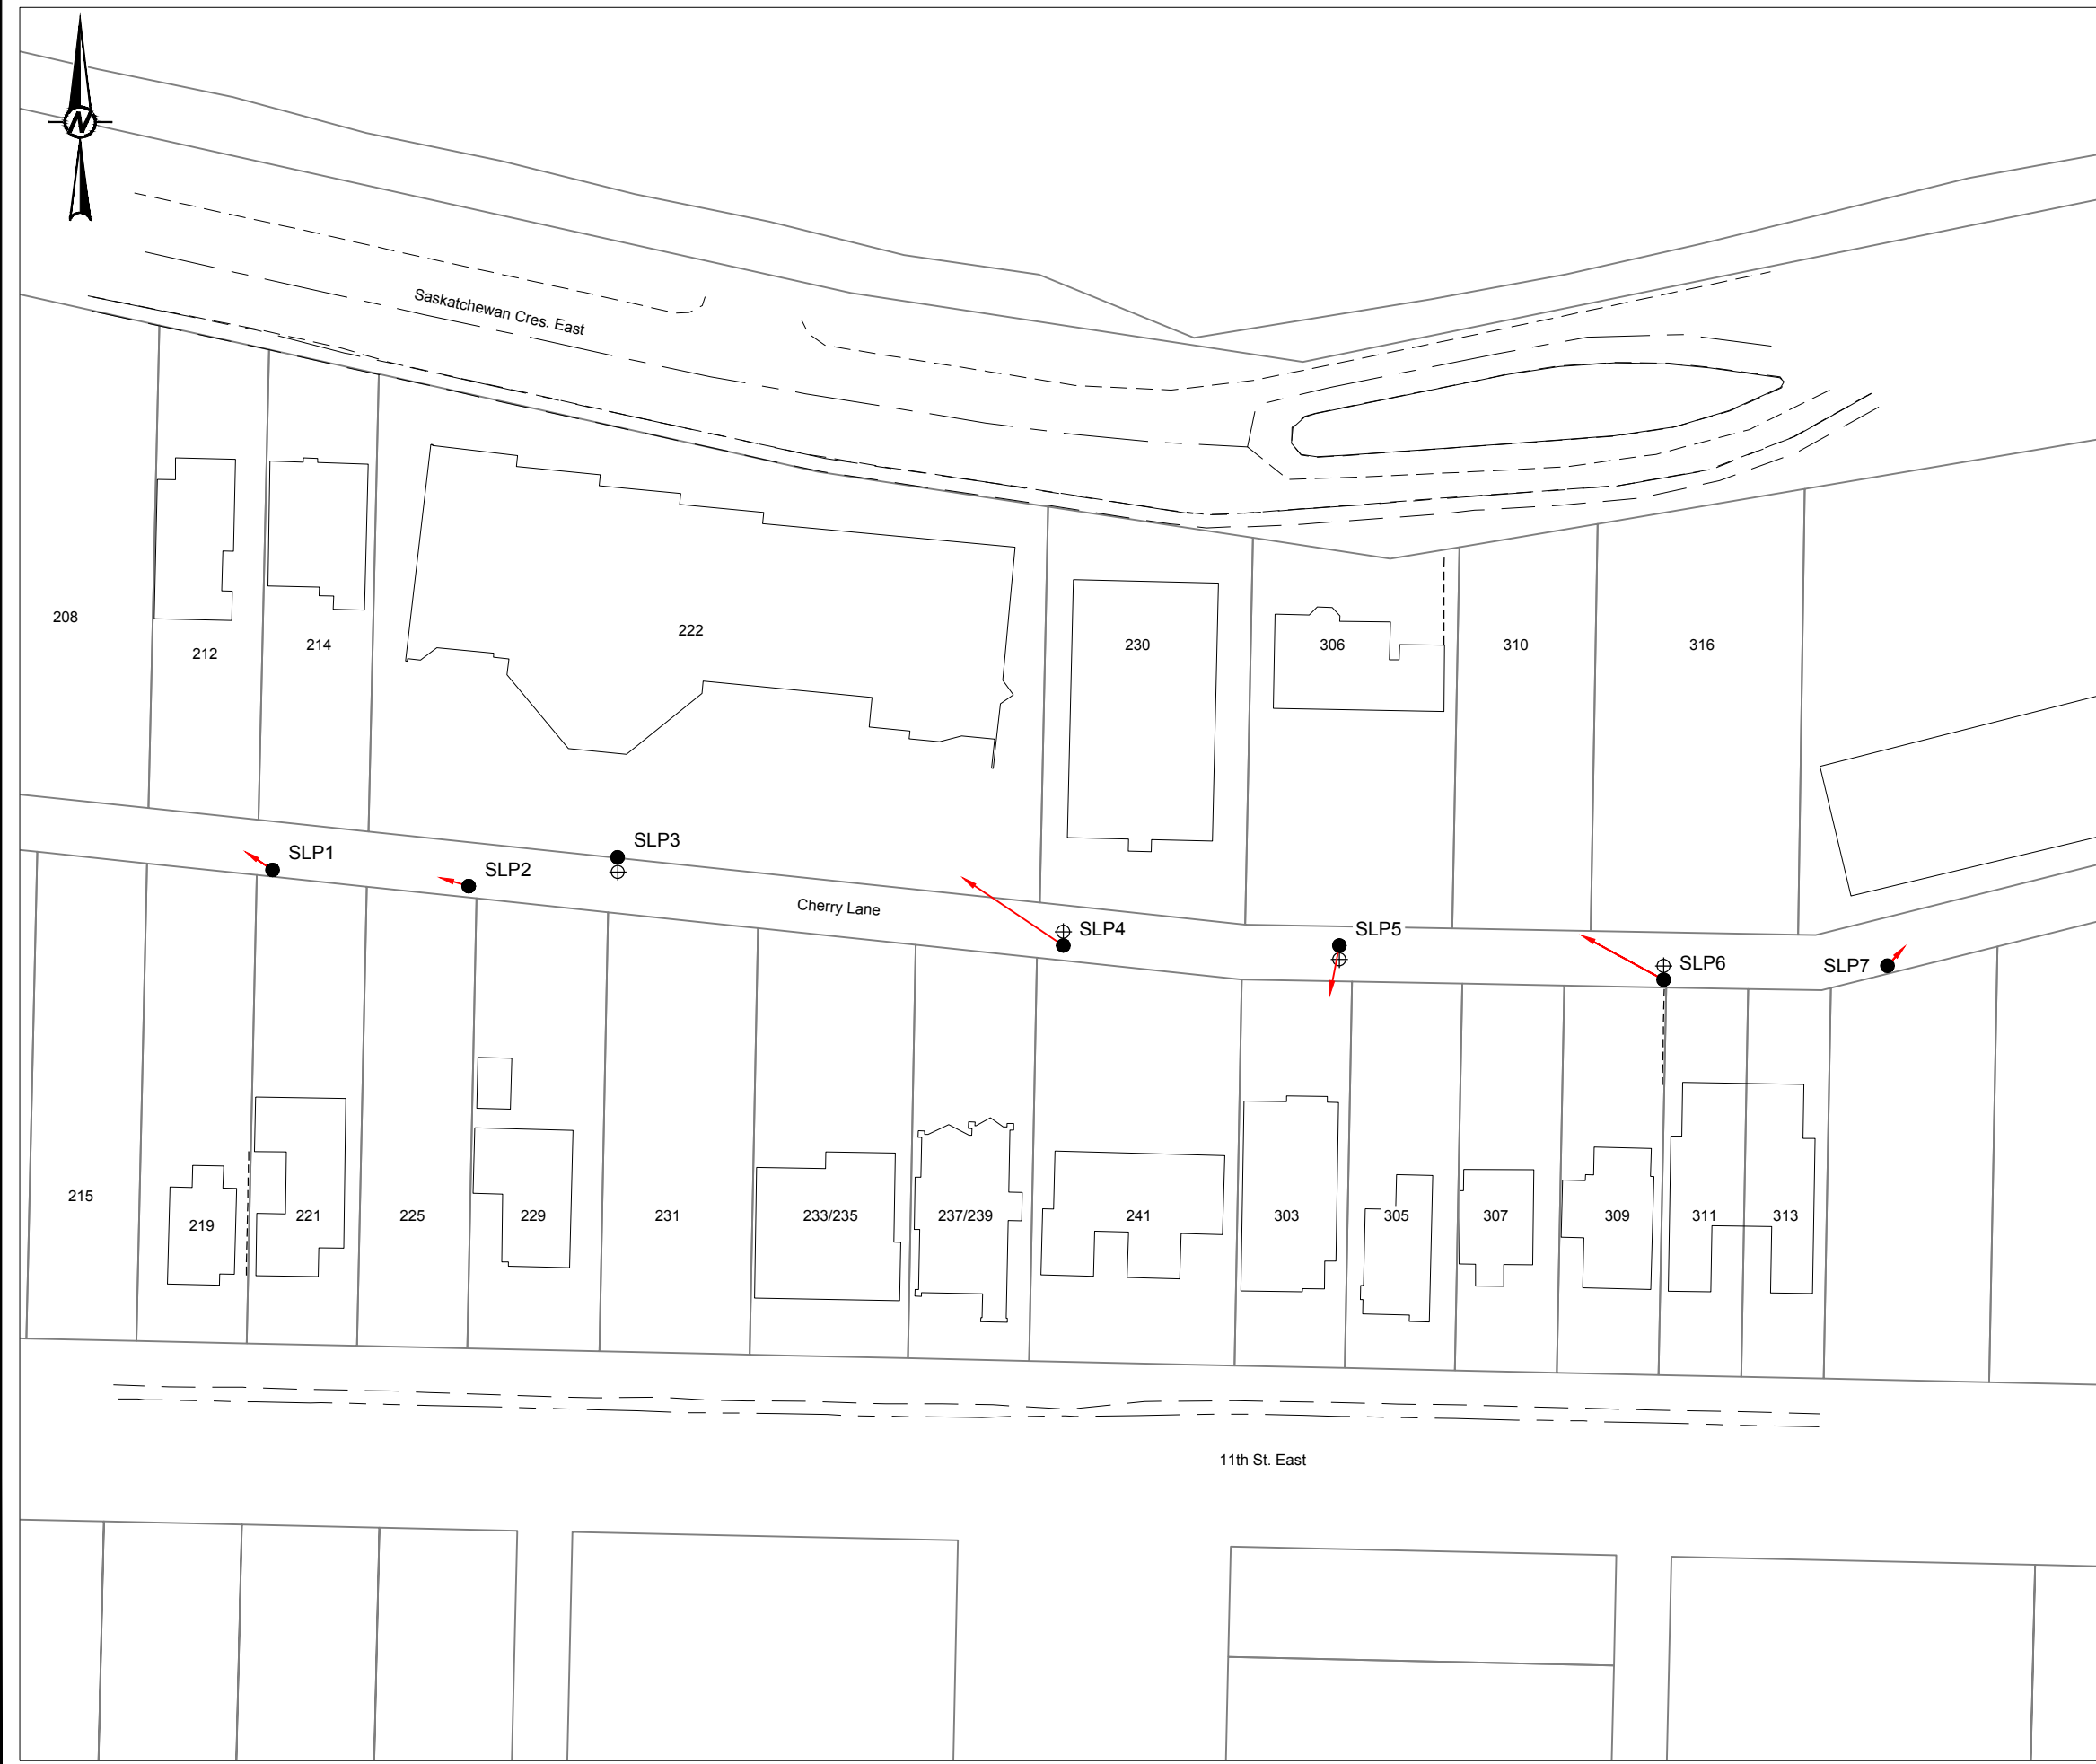 N
Saskatchewan Cres. East
208
212
214
222
230
306
310
316
SLP1
SLP2
SLP3
Cherry Lane
SLP4
SLP5
SLP6
SLP7
215
219
221
225
229
231
233/235
237/239
241
303
305
307
309
311
313
11th St. East